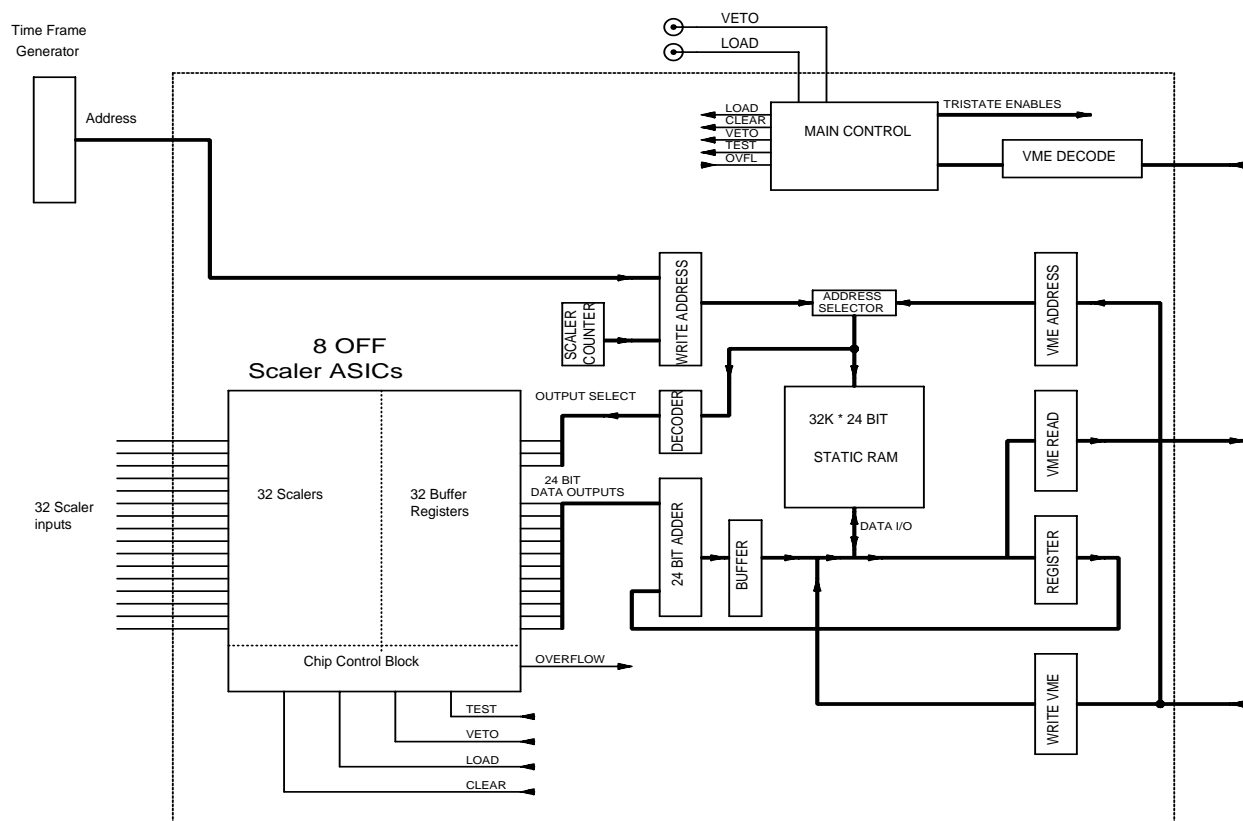 Time Frame
Generator
Address
VETO
LOAD
LOAD
CLEAR
VETO
TEST
OVFL
MAIN CONTROL
TRISTATE ENABLES
VME DECODE
SCALER
COUNTER
WRITE ADDRESS
ADDRESS
SELECTOR
VME ADDRESS
8 OFF
Scaler ASICs
OUTPUT SELECT
DECODER
32K * 24 BIT
STATIC RAM
VME READ
32 Scaler
inputs
32 Scalers
32 Buffer
Registers
24 BIT
DATA OUTPUTS
24 BIT ADDER
BUFFER
DATA I/O
REGISTER
Chip Control Block
OVERFLOW
WRITE VME
TEST
VETO
LOAD
CLEAR